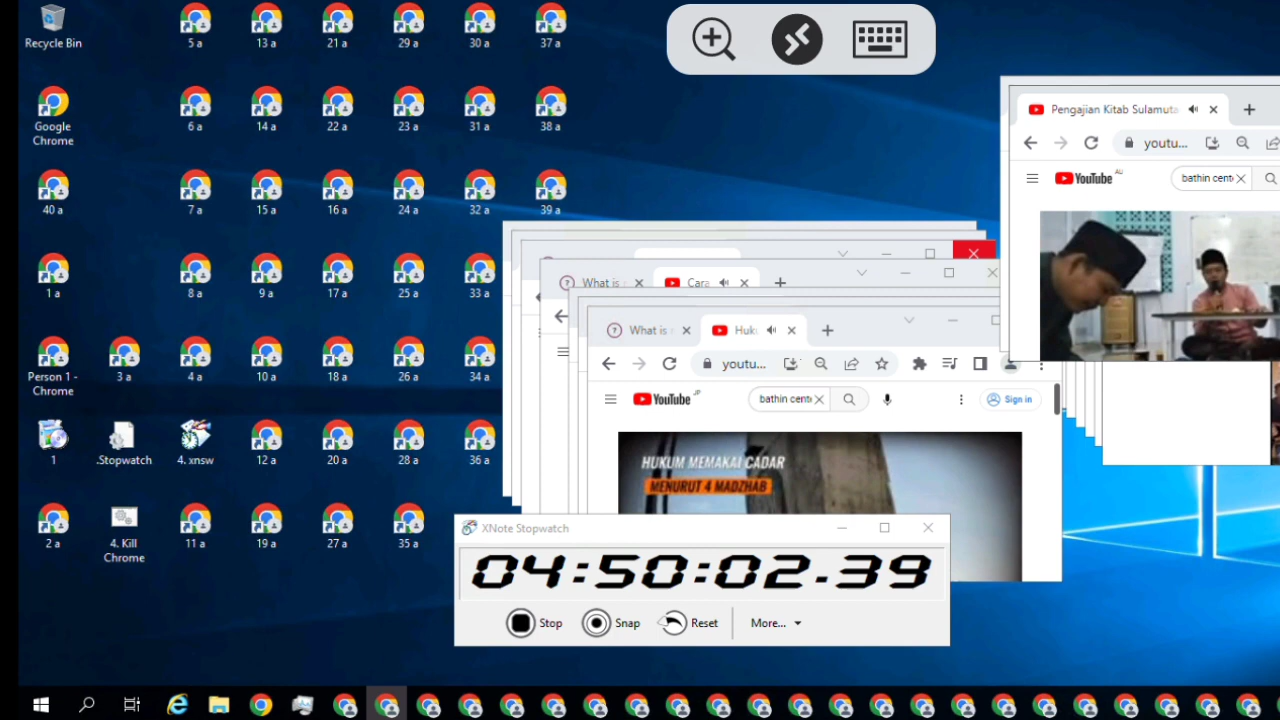 Recycle Bin
5 a
13 a
21 a
29 a
30 a
37 a
Google
Chrome
6 a
14 a
22 a
23 a
31 a
38 a
40 a
7 a
15 a
16 a
24 a
32 a
39 a
1 a
8 a
9 a
17 a
25 a
33 a
Person 1 -
Chrome
3 a
4 a
10 a
18 a
26 a
34 a
1
.Stopwatch
4. xnsw
12 a
20 a
28 a
36 a
2 a
4. Kill
Chrome
11 a
19 a
27 a
35 a
Pengajian Kitab Sulamuta
youtu...
YouTube AU
bathin cent
What is
Cara
What is
Huku
youtu...
YouTube JP
bathin cent
Sign in
HUKUM MEMAKAI CADAR
MENURUT 4 MADZHAB
XNote Stopwatch
04:50:02.39
Stop
Snap
Reset
More...